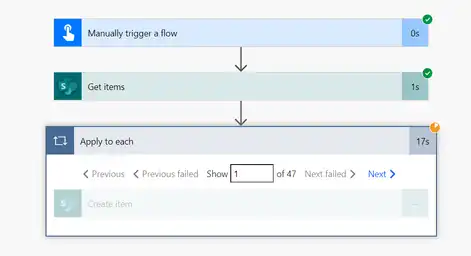 Manually trigger a flow 0s
Get items 1s
Apply to each 17s
Previous Previous failed Show 1 of 47 Next failed Next
Create item